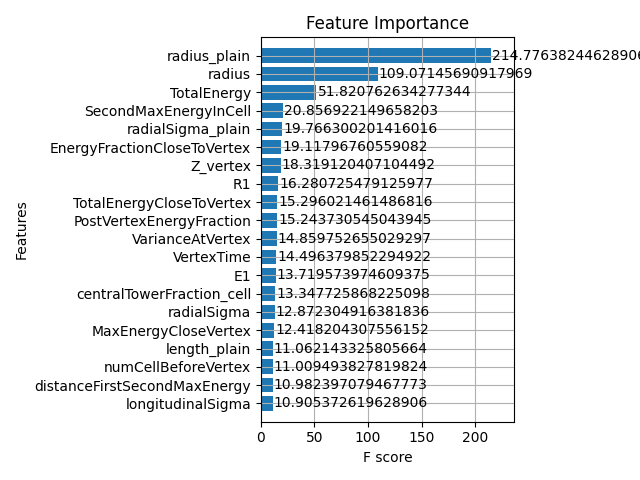 Feature Importance
radius_plain 214.77638244628906
radius 109.07145690917969
TotalEnergy 51.820762634277344
SecondMaxEnergyInCell 20.856922149658203
radialSigma_plain 19.766300201416016
EnergyFractionCloseToVertex 19.11796760559082
Z_vertex 18.319120407104492
R1 16.280725479125977
TotalEnergyCloseToVertex 15.296021461486816
PostVertexEnergyFraction 15.243730545043945
VarianceAtVertex 14.859752655029297
VertexTime 14.496379852294922
E1 13.719573974609375
centralTowerFraction_cell 13.347725868225098
radialSigma 12.872304916381836
MaxEnergyCloseVertex 12.418204307556152
length_plain 11.062143325805664
numCellBeforeVertex 11.009493827819824
distanceFirstSecondMaxEnergy 10.982397079467773
longitudinalSigma 10.905372619628906
0 50 100 150 200
F score
Features